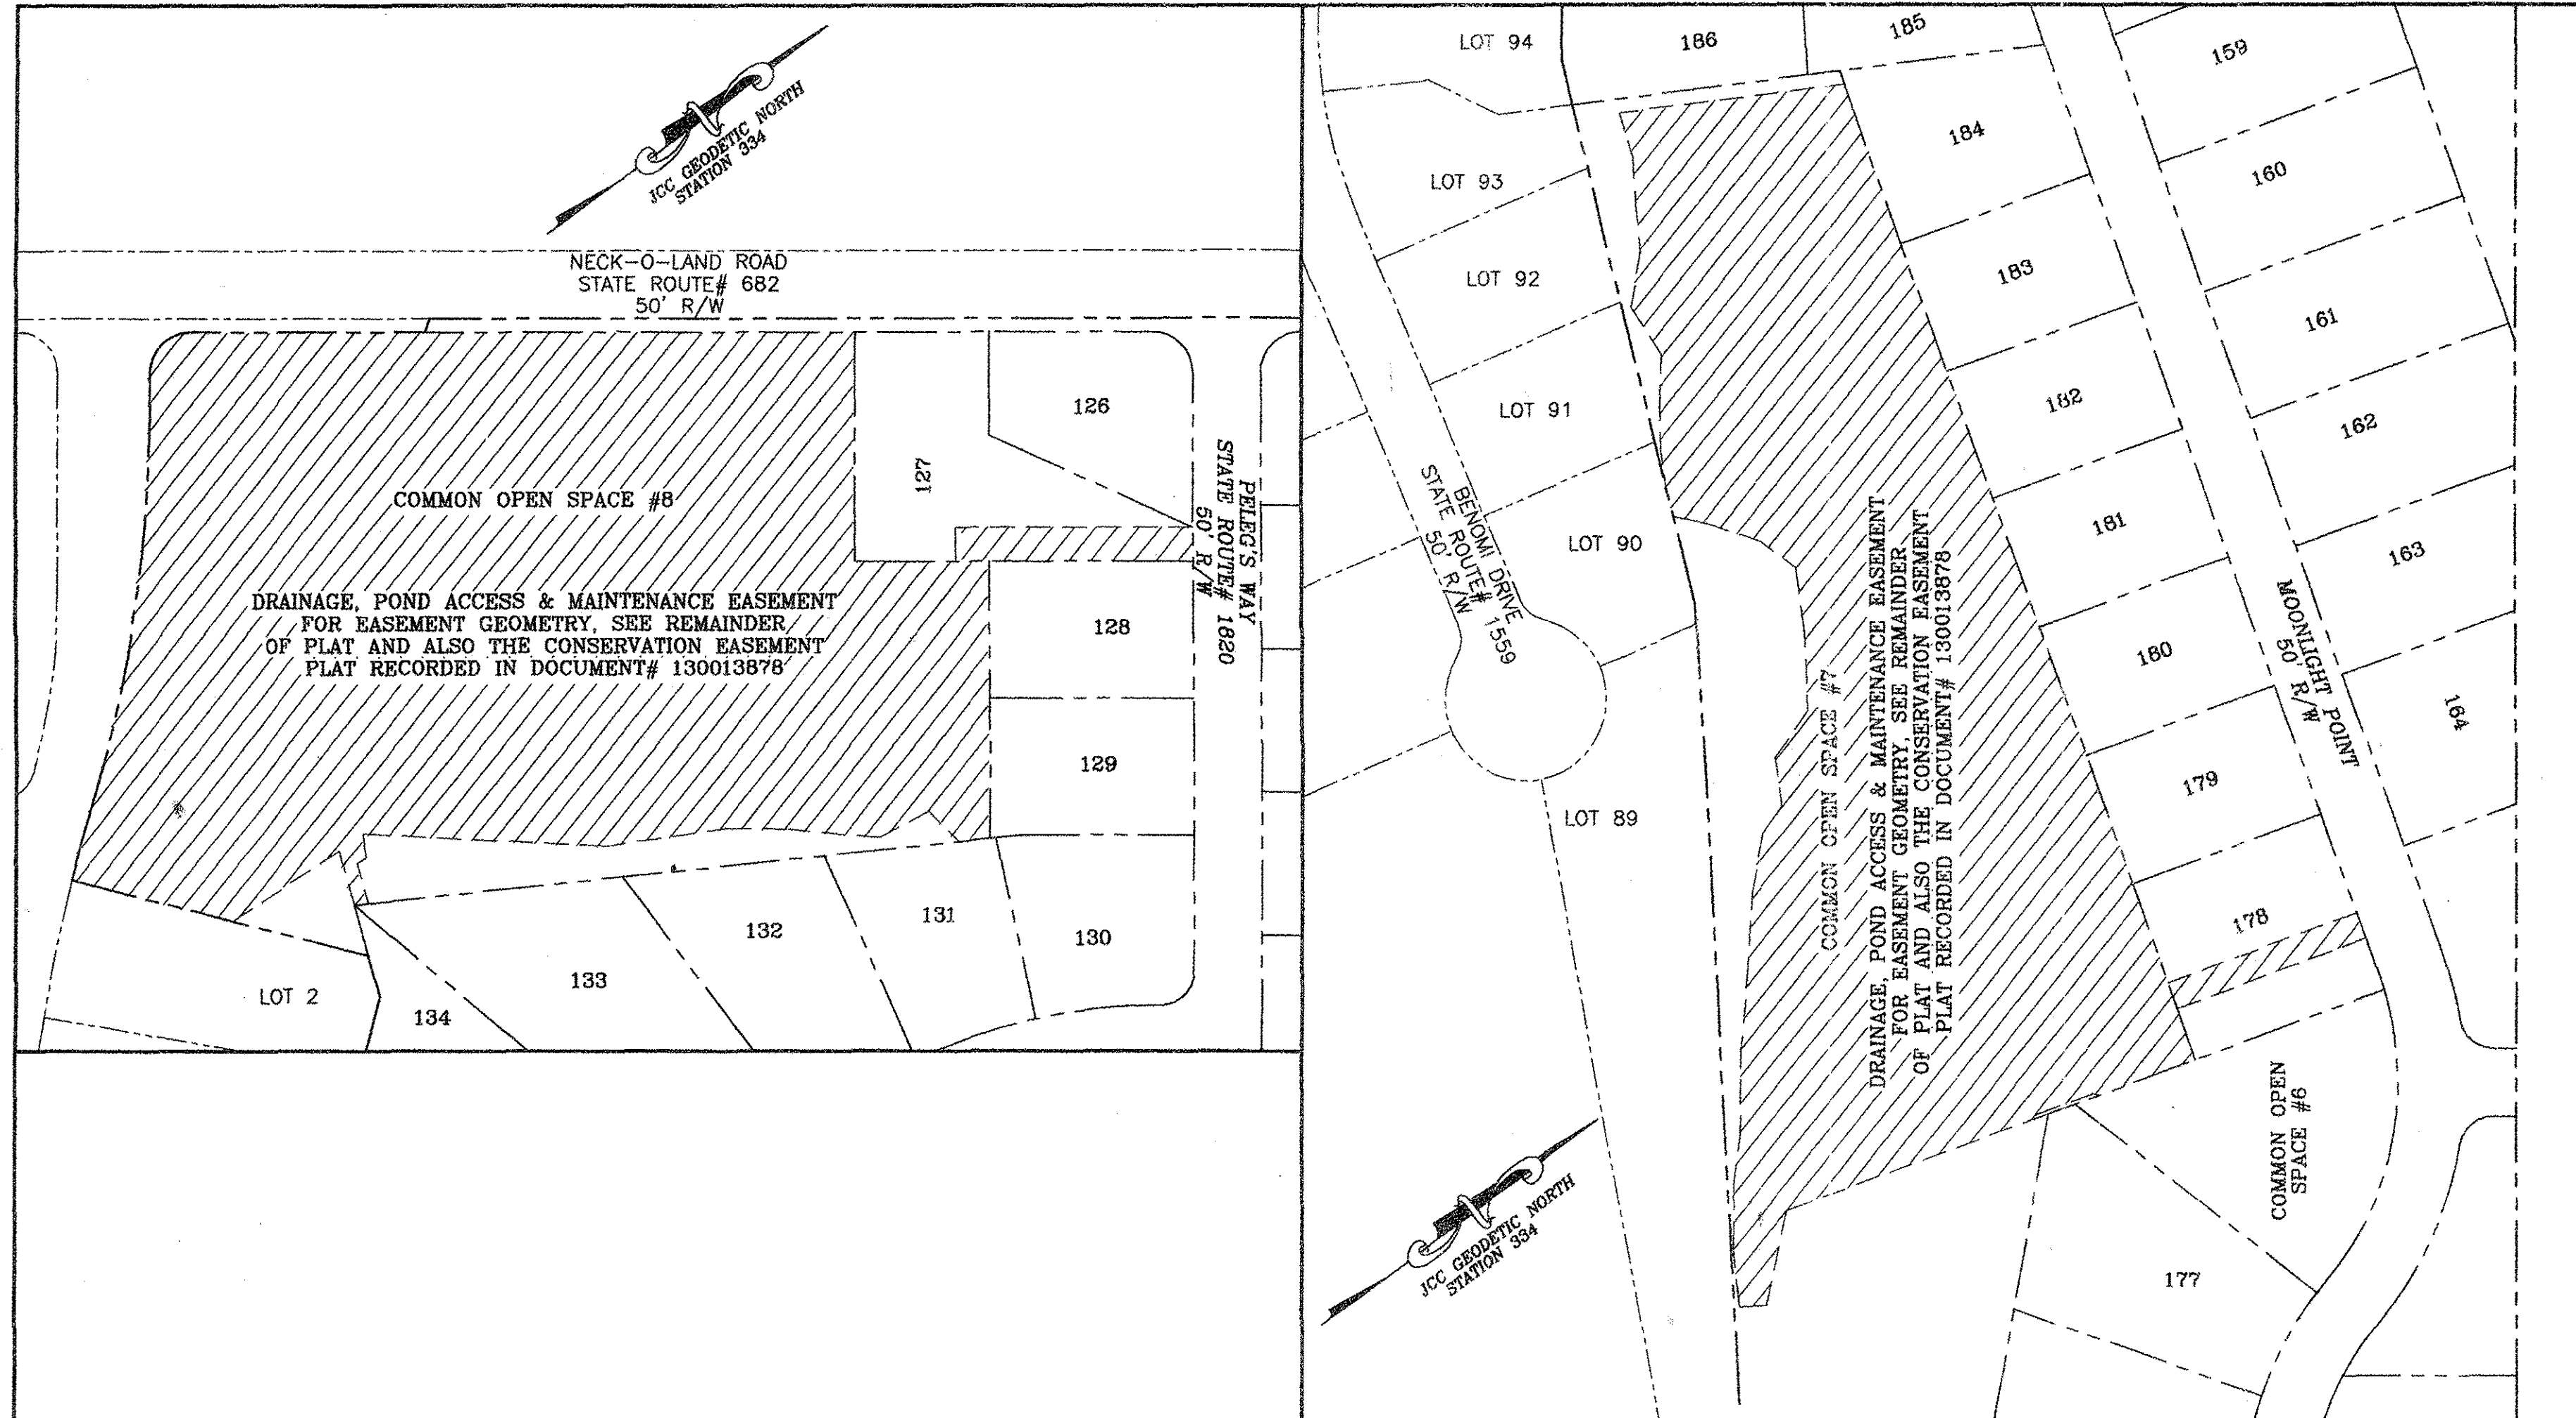 JCC GEODETIC NORTH
STATION 334
NECK-O-LAND ROAD
STATE ROUTE# 682
50' R/W
126
127
PELEG'S WAY
STATE ROUTE# 1820
50' R/W
COMMON OPEN SPACE #8
DRAINAGE, POND ACCESS & MAINTENANCE EASEMENT
FOR EASEMENT GEOMETRY, SEE REMAINDER
OF PLAT AND ALSO THE CONSERVATION EASEMENT
PLAT RECORDED IN DOCUMENT# 130013878
128
129
130
131
132
133
134
LOT 2
LOT 94
186
185
159
LOT 93
184
160
LOT 92
183
161
LOT 91
182
162
BENOMI DRIVE
STATE ROUTE# 1559
50' R/W
LOT 90
181
163
180
MOONLIGHT POINT
50' R/W
164
179
LOT 89
COMMON OPEN SPACE #7
DRAINAGE, POND ACCESS & MAINTENANCE EASEMENT
FOR EASEMENT GEOMETRY, SEE REMAINDER
OF PLAT AND ALSO THE CONSERVATION EASEMENT
PLAT RECORDED IN DOCUMENT# 130013878
178
COMMON OPEN
SPACE #6
177
JCC GEODETIC NORTH
STATION 334